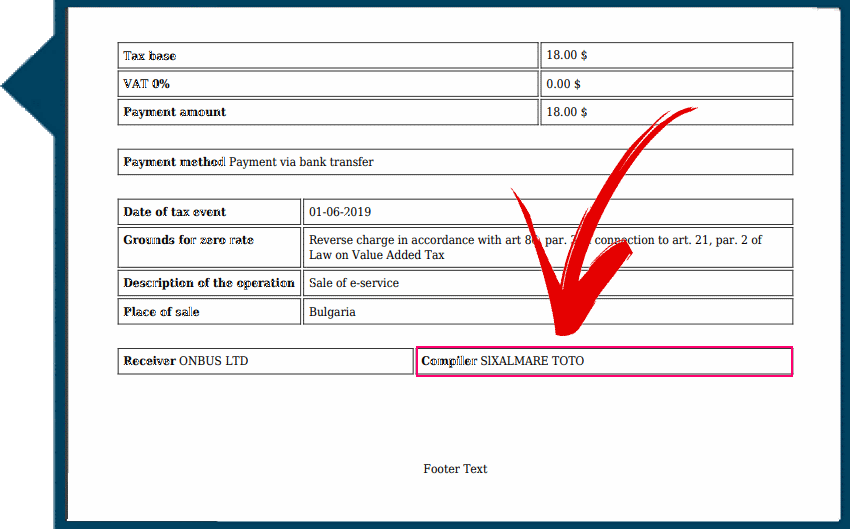 Tax base 18.00 $
VAT 0% 0.00 $
Payment amount 18.00 $
Payment method Payment via bank transfer
Date of tax event 01-06-2019
Grounds for zero rate Reverse charge in accordance with art par. connection to art. 21, par. 2 of
Law on Value Added Tax
Description of the operation Sale of e-service
Place of sale Bulgaria
Receiver ONBUS LTD Compiler SIXALMARE TOTO
Footer Text